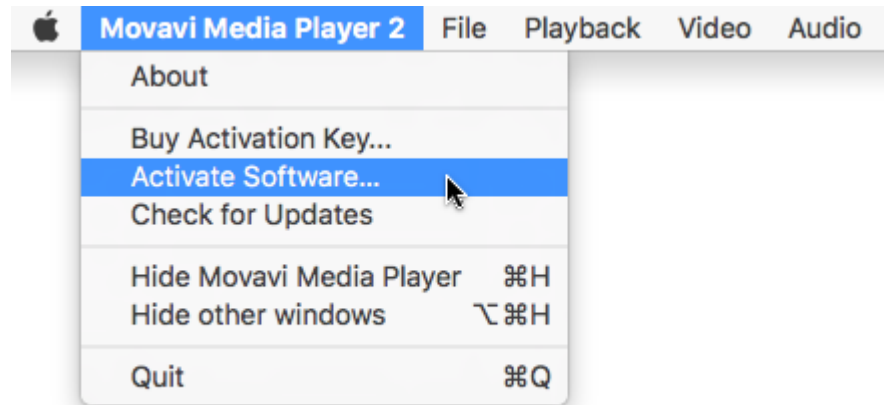 Movavi Media Player 2 File Playback Video Audio
About
Buy Activation Key...
Activate Software...
Check for Updates
Hide Movavi Media Player ⌘H
Hide other windows ⌥⌘H
Quit ⌘Q